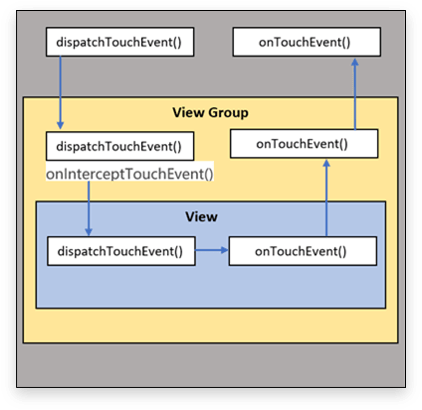 dispatchTouchEvent()
onTouchEvent()
View Group
dispatchTouchEvent()
onTouchEvent()
onInterceptTouchEvent()
View
dispatchTouchEvent()
onTouchEvent()